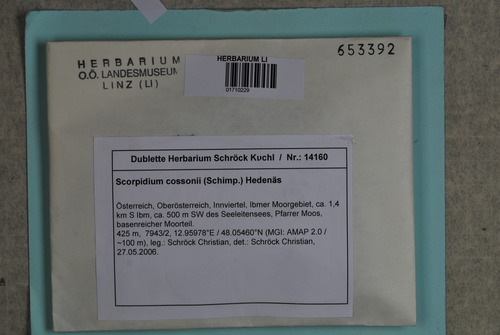 HERBARIUM
O.Ö. LANDESMUSEUM
LINZ (LI)
HERBARIUM LI
01710229
653392
Dublette Herbarium Schröck Kuchl / Nr.: 14160
Scorpidium cossonii (Schimp.) Hedenäs
Österreich, Oberösterreich, Innviertel, Ibmer Moorgebiet, ca. 1,4
km S Ibm, ca. 500 m SW des Seeleitensees, Pfarrer Moos,
basenreicher Moorteil.
425 m, 7943/2, 12.95978°E / 48.05460°N (MGI: AMAP 2.0 /
~100 m), leg.: Schröck Christian, det.: Schröck Christian,
27.05.2006.